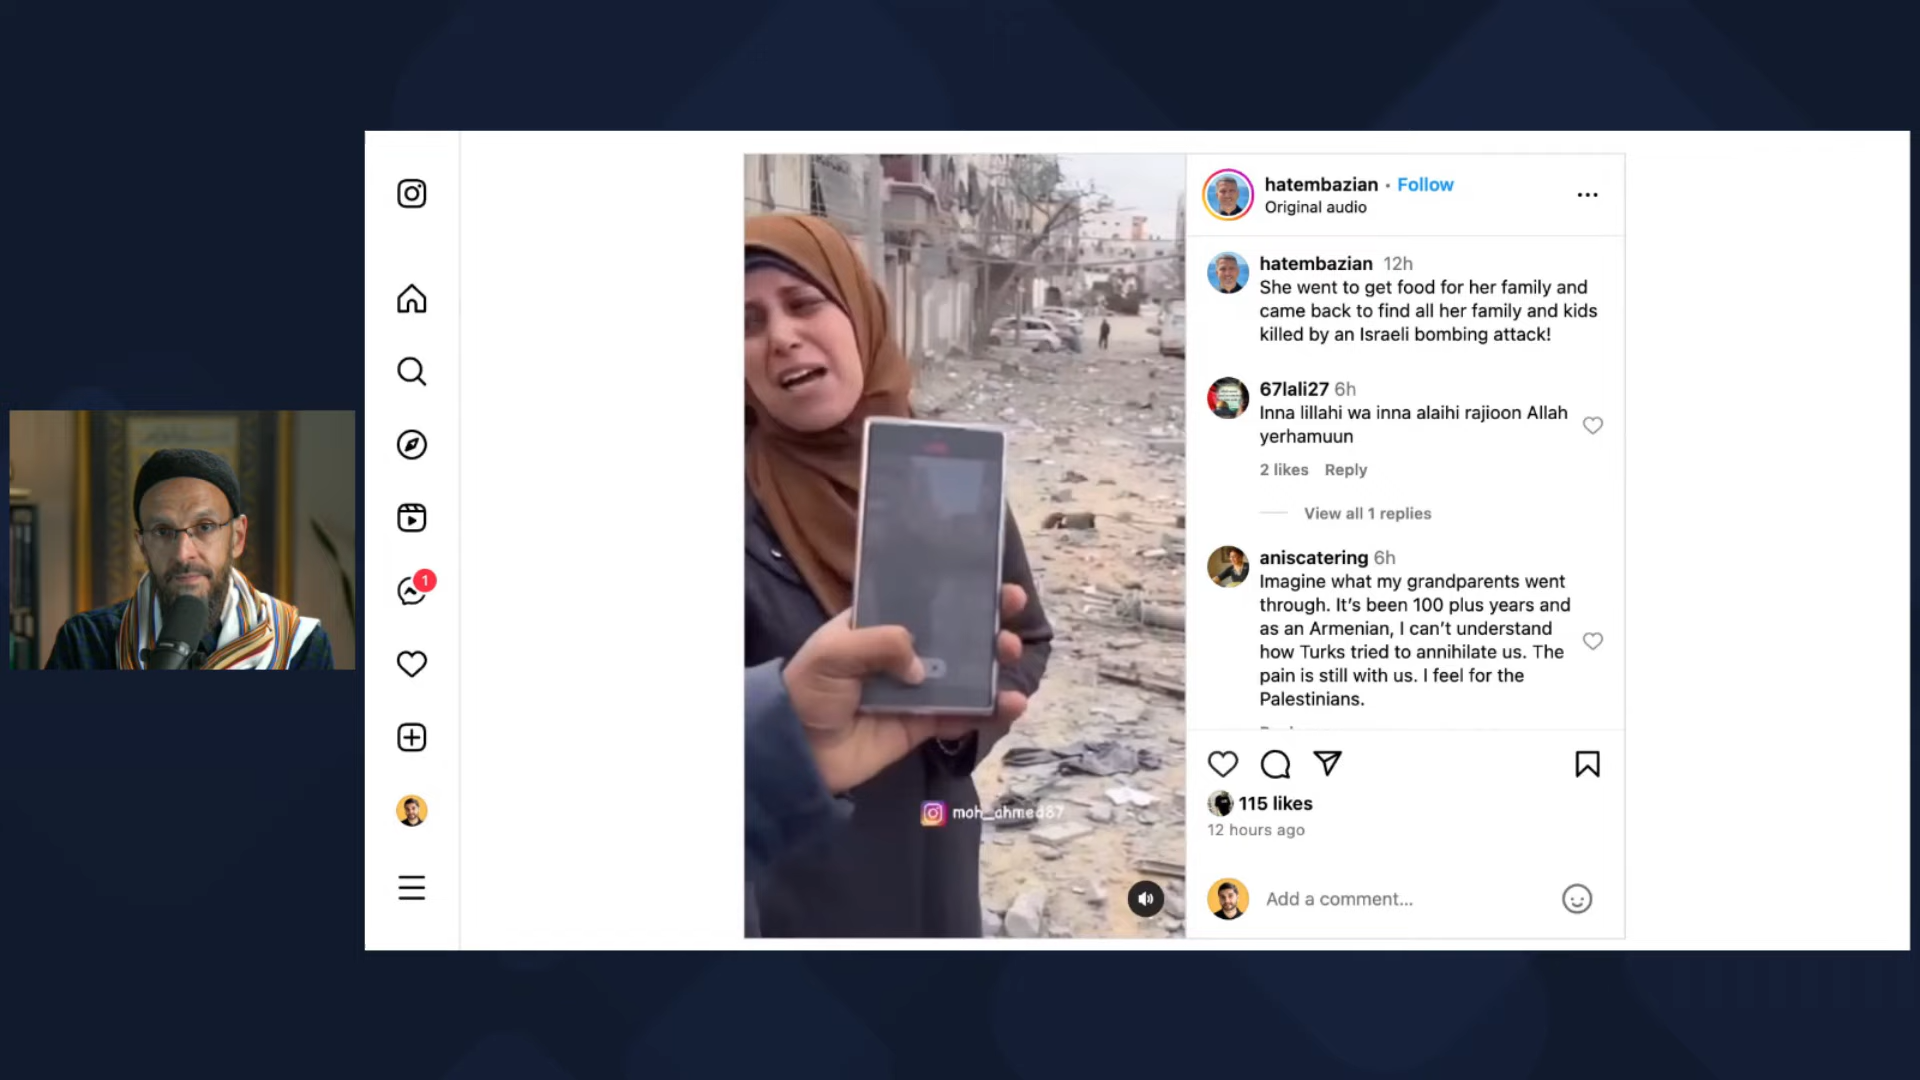 hatembazian · Follow
Original audio
hatembazian 12h
She went to get food for her family and
came back to find all her family and kids
killed by an Israeli bombing attack!
67lali27 6h
Inna lillahi wa inna alaihi rajioon Allah
yerhamuun
2 likes Reply
View all 1 replies
aniscatering 6h
Imagine what my grandparents went
through. It's been 100 plus years and
as an Armenian, I can't understand
how Turks tried to annihilate us. The
pain is still with us. I feel for the
Palestinians.
1
moh_ahmed87
115 likes
12 hours ago
Add a comment...